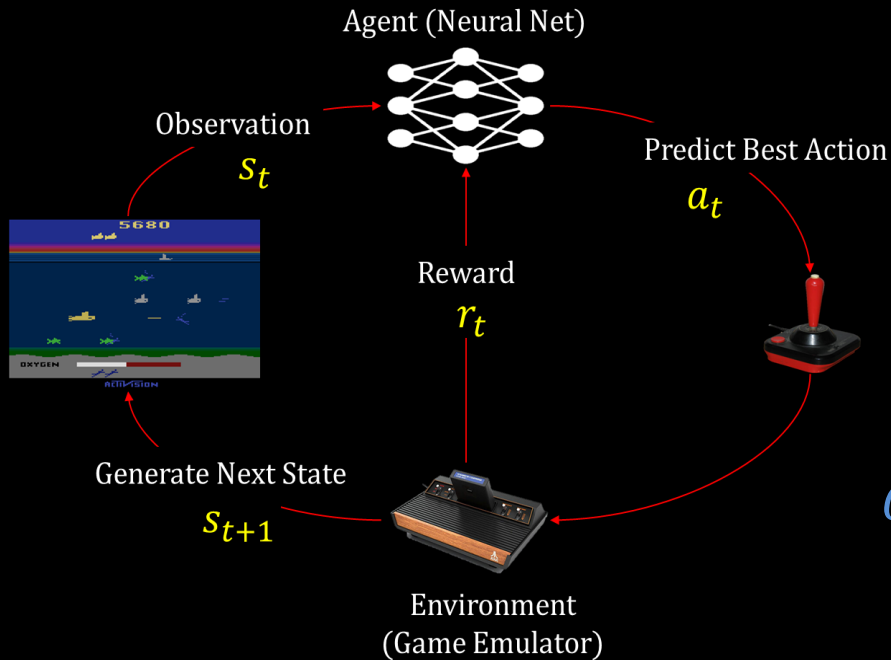 Agent (Neural Net)
Observation
s_t
Predict Best Action
a_t
5680
Reward
r_t
OXYGEN
ACTIVISION
Generate Next State
s_{t+1}
Environment
(Game Emulator)